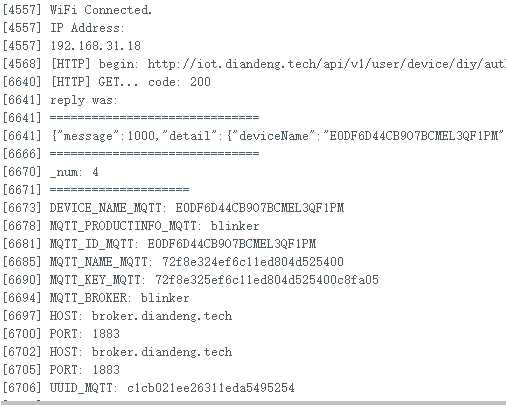 [4557] WiFi Connected.
[4557] IP Address:
[4557] 192.168.31.18
[4568] [HTTP] begin: http://iot.diandeng.tech/api/v1/user/device/diy/aut
[6640] [HTTP] GET... code: 200
[6641] reply was:
[6641] ==============================
[6641] {"message":1000,"detail":{"deviceName":"E0DF6D44CB907BCMEL3QF1PM"
[6666] ==============================
[6670] _num: 4
[6671] ====================
[6673] DEVICE_NAME_MQTT: E0DF6D44CB907BCMEL3QF1PM
[6678] MQTT_PRODUCTINFO_MQTT: blinker
[6681] MQTT_ID_MQTT: E0DF6D44CB907BCMEL3QF1PM
[6685] MQTT_NAME_MQTT: 72f8e324ef6c11ed804d525400
[6690] MQTT_KEY_MQTT: 72f8e325ef6c11ed804d525400c8fa05
[6694] MQTT_BROKER: blinker
[6697] HOST: broker.diandeng.tech
[6700] PORT: 1883
[6702] HOST: broker.diandeng.tech
[6705] PORT: 1883
[6706] UUID_MQTT: c1cb021ee26311eda5495254